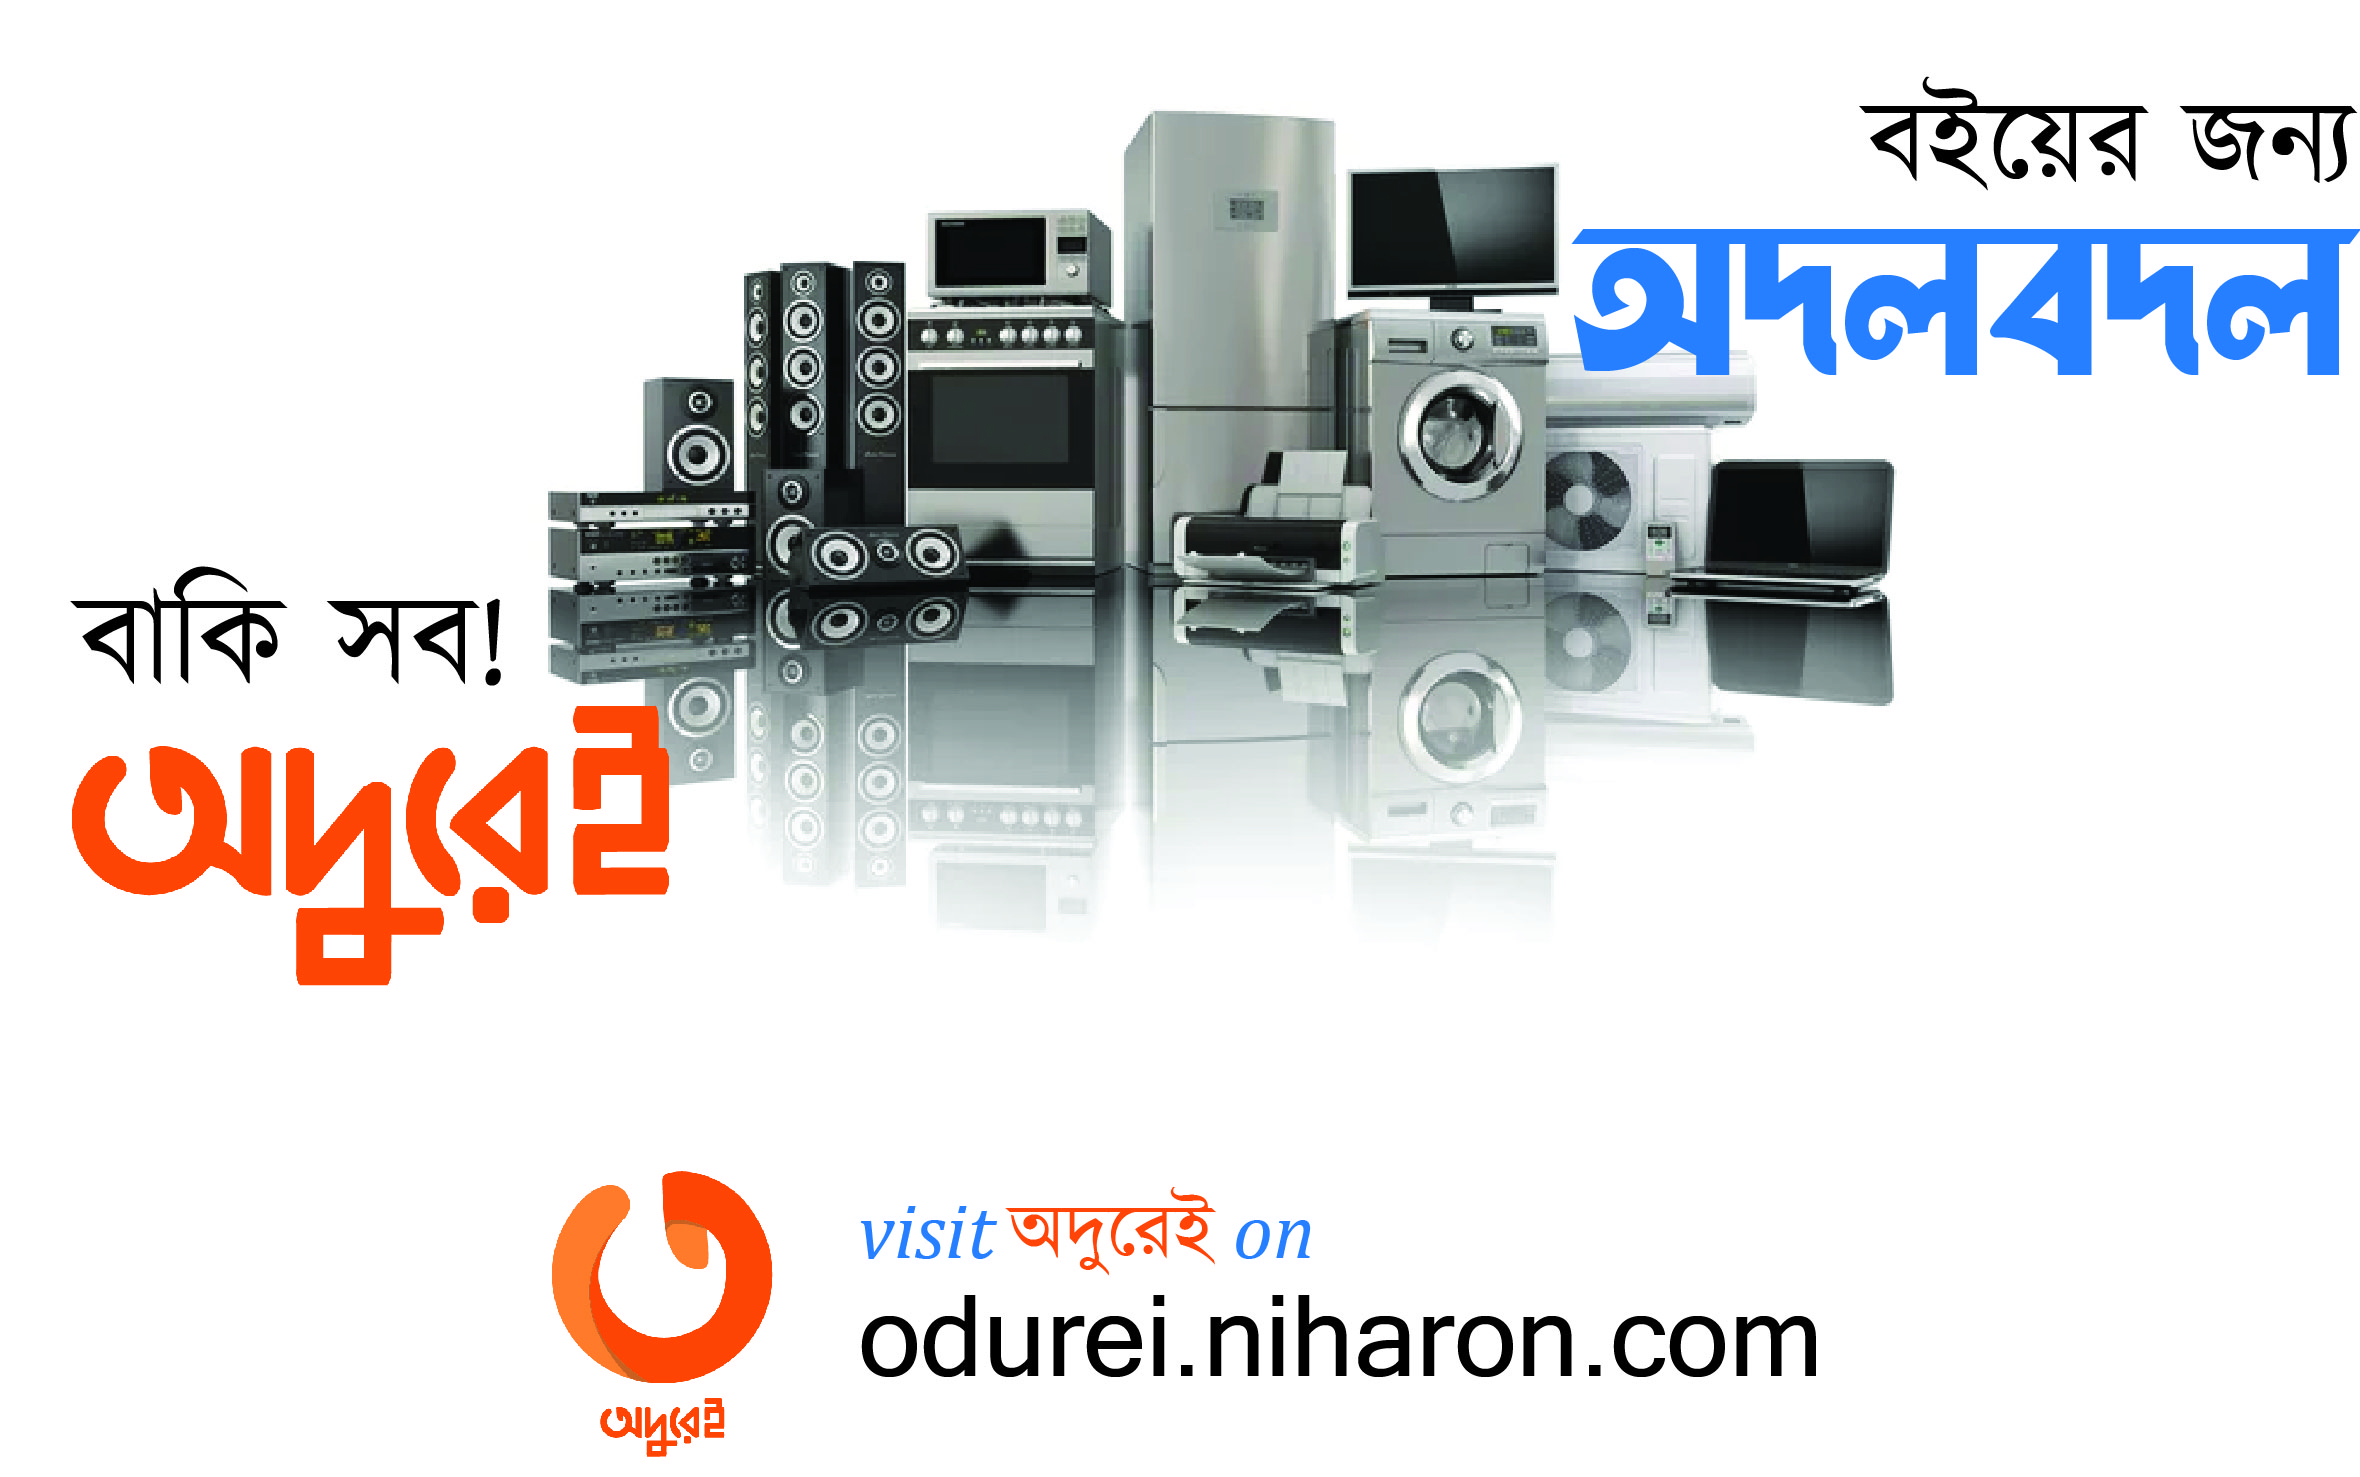 বইয়ের জন্য
অদলবদল
বাকি সব!
অদুরেই
visit অদুরেই on
odurei.niharon.com
অদুরেই